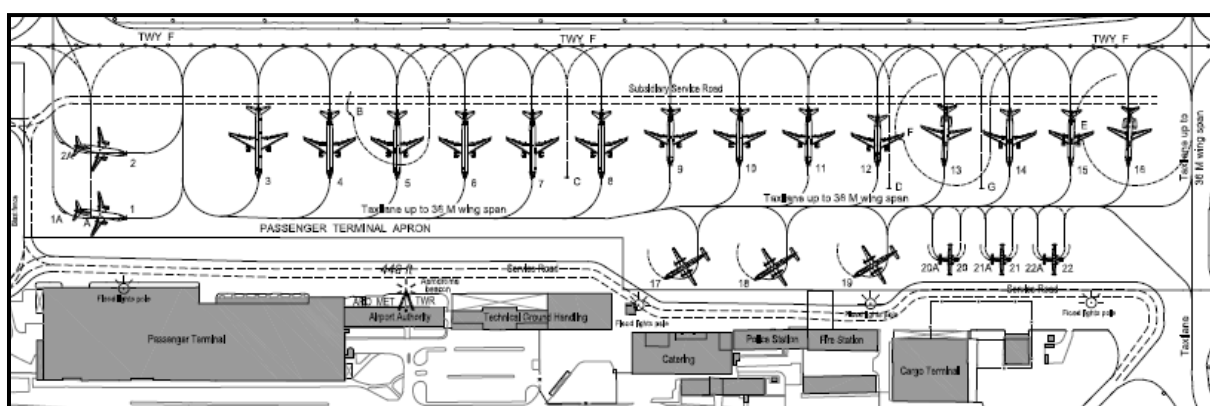 TWY F
TWY F
TWY F
Subsidiary Service Road
B
F
E
2A
2
3
4
5
6
7
C
8
9
10
11
12
D
13
G
14
15
16
Taxilane up to
36 M wing span
1A
A
1
Taxilane up to 36 M wing span
Taxilane up to 36 M wing span
PASSENGER TERMINAL APRON
17
18
19
20A
20
21A
21
22A
22
448 ft
Service Road
Service Road
Flood lights pole
Flood lights pole
Flood lights pole
Flood lights pole
ARO
MET
TWR
Airport Authority
Technical Ground Handling
Passenger Terminal
Catering
Police Station
Fire Station
Cargo Terminal
Taxilane